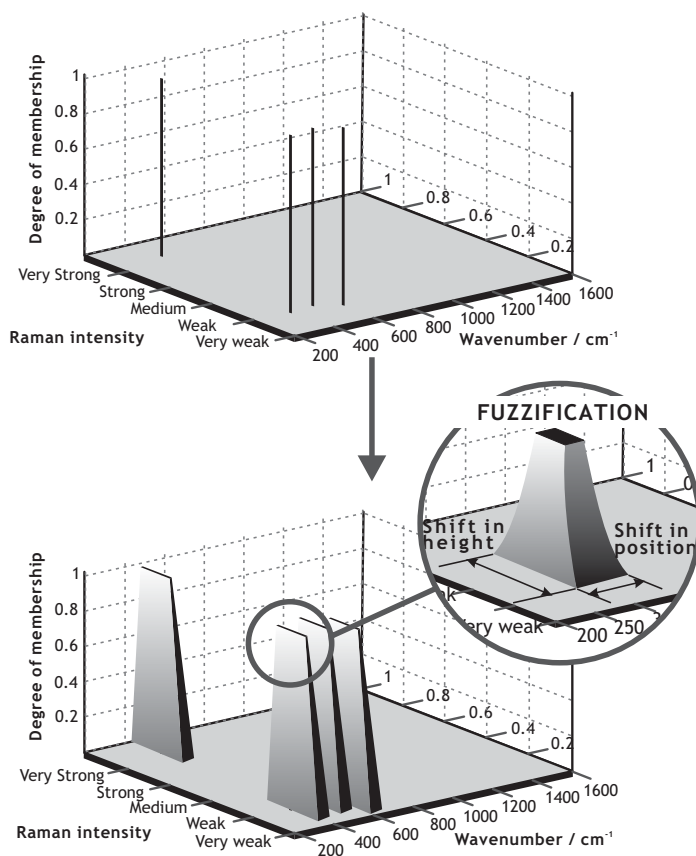 Degree of membership
1
0.8
0.6
0.4
0.2
Very Strong
Strong
Medium
Weak
Very weak
Raman intensity
200
400
600
800
1000
1200
1400
1600
Wavenumber / cm⁻¹
1
0.8
0.6
0.4
0.2
FUZZIFICATION
Shift in
height
Shift in
position
1
ery weak
200
250
Degree of membership
1
0.8
0.6
0.4
0.2
Very Strong
Strong
Medium
Weak
Very weak
Raman intensity
200
400
600
800
1000
1200
1400
1600
Wavenumber / cm⁻¹
1
0.8
0.6
0.4
0.2